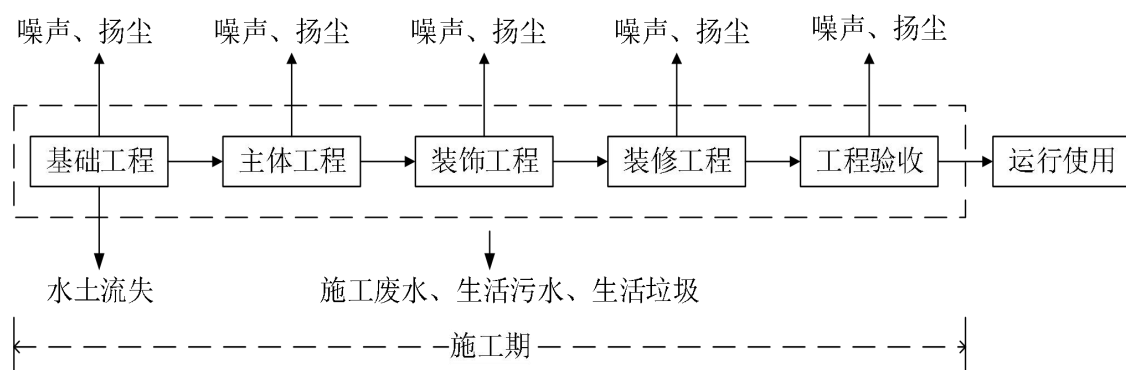 噪声、扬尘 噪声、扬尘 噪声、扬尘 噪声、扬尘 噪声、扬尘
基础工程 主体工程 装饰工程 装修工程 工程验收 运行使用
水土流失 施工废水、生活污水、生活垃圾
施工期